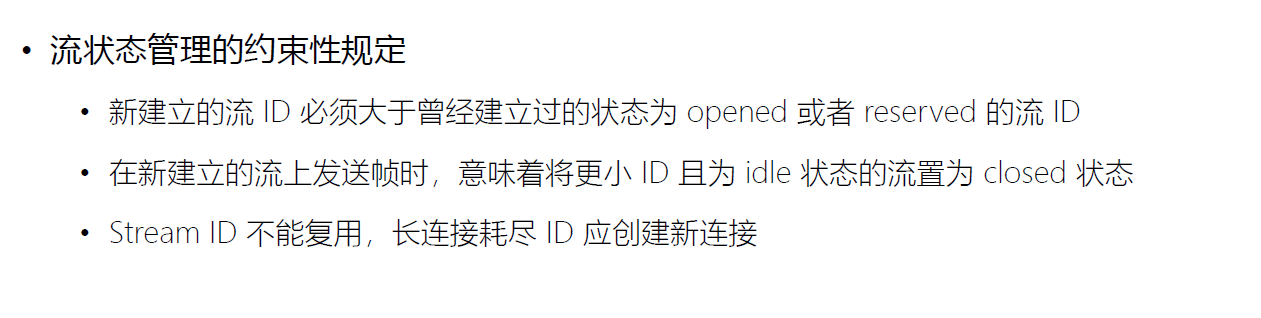 • 流状态管理的约束性规定
• 新建立的流 ID 必须大于曾经建立过的状态为 opened 或者 reserved 的流 ID
• 在新建立的流上发送帧时，意味着将更小 ID 且为 idle 状态的流置为 closed 状态
• Stream ID 不能复用，长连接耗尽 ID 应创建新连接